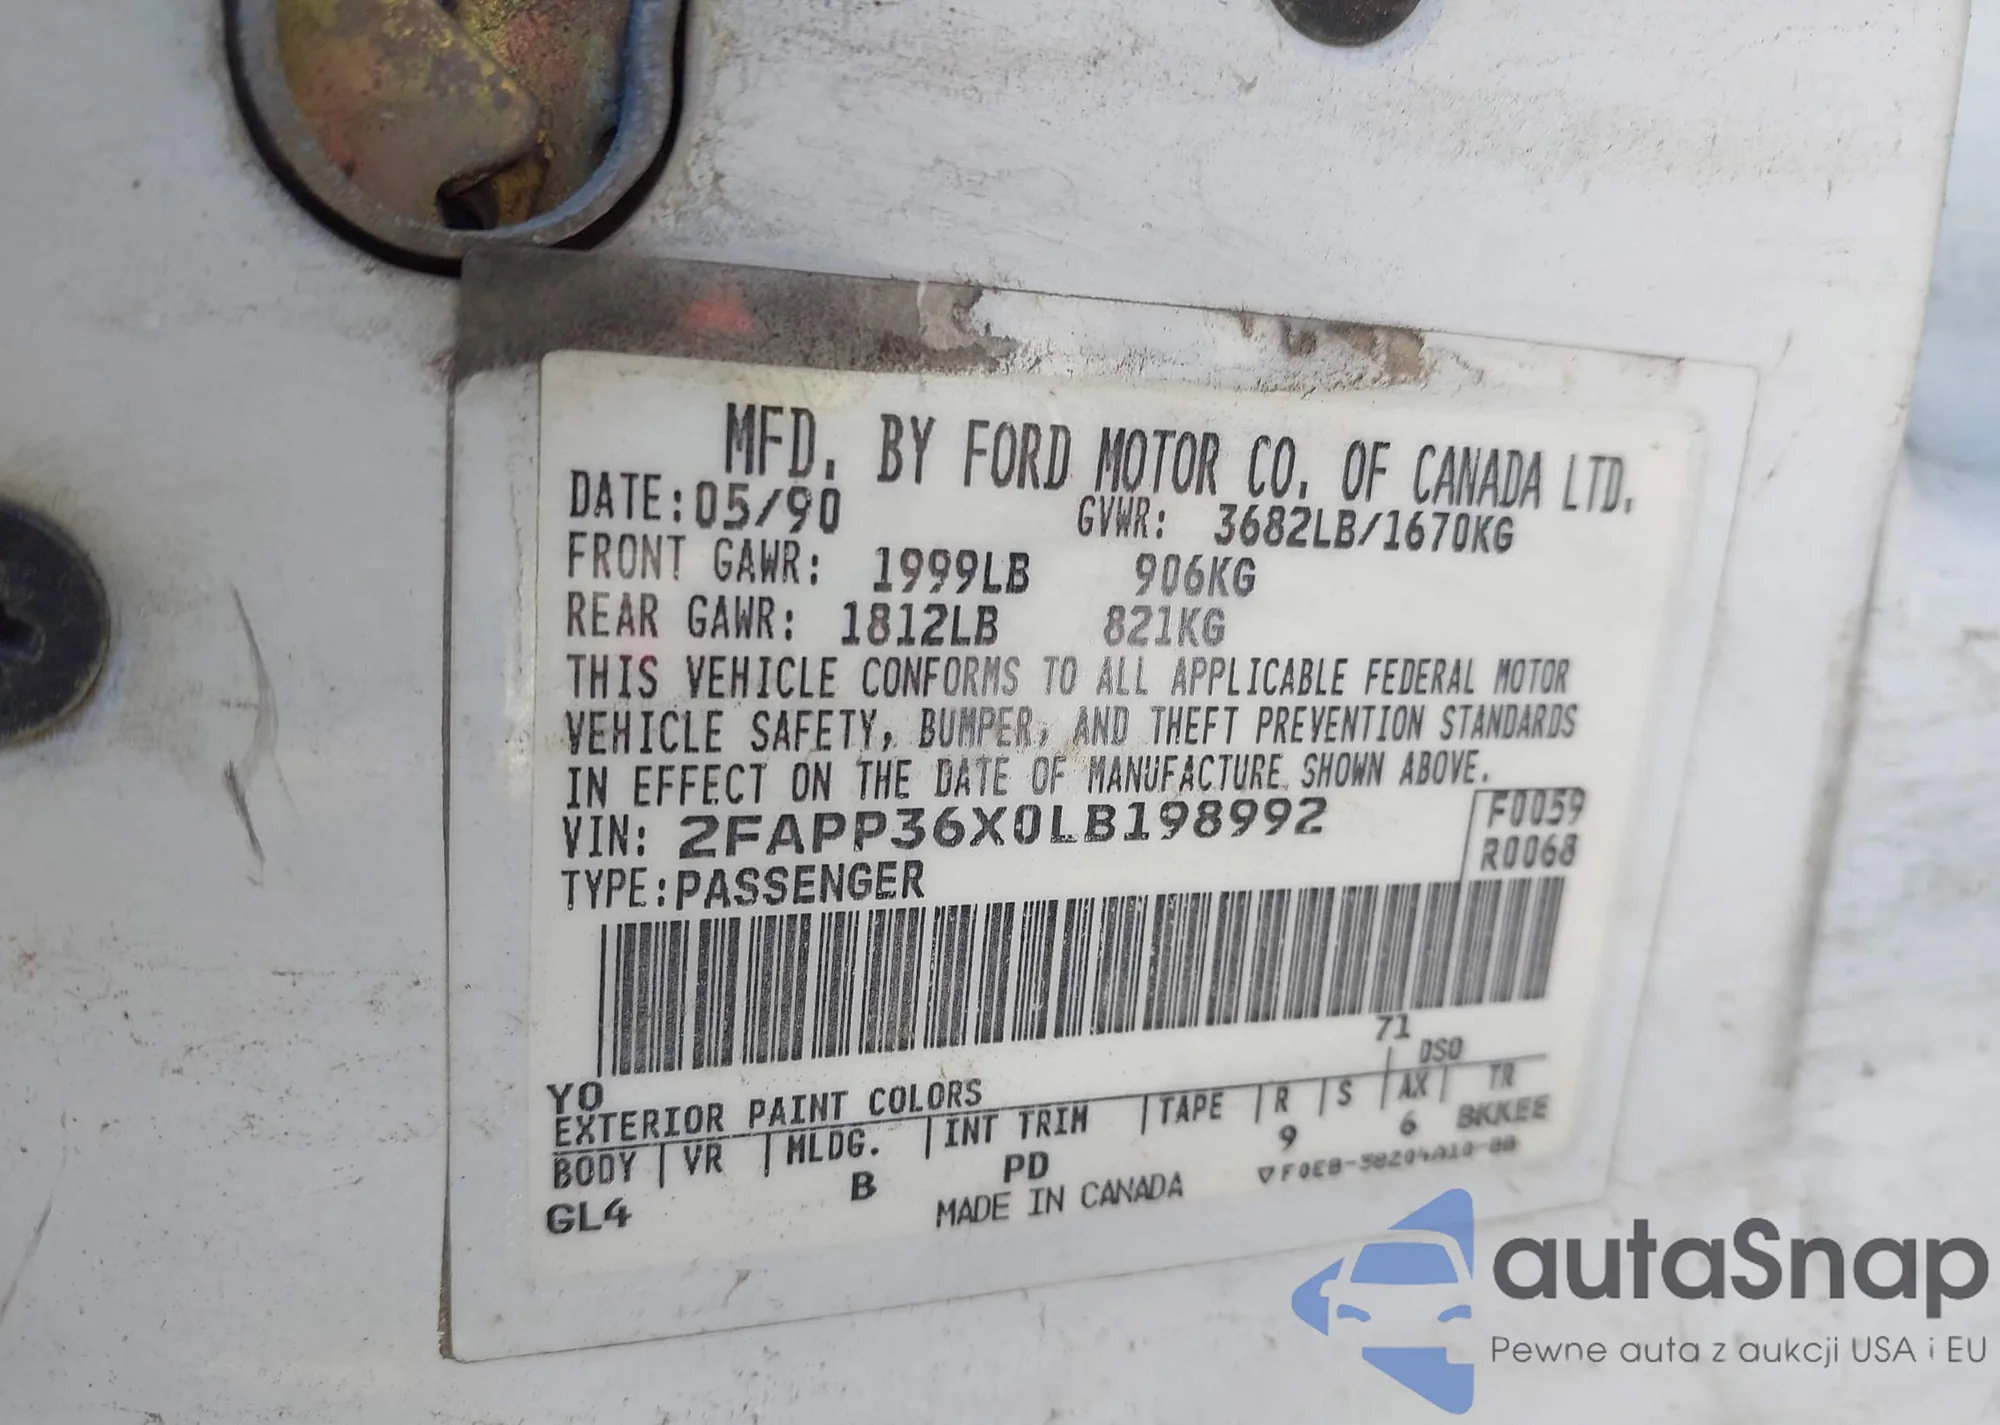 MFD. BY FORD MOTOR CO. OF CANADA LTD.
DATE: 05/90 GVWR: 3682LB/1670KG
FRONT GAWR: 1999LB 906KG
REAR GAWR: 1812LB 821KG
THIS VEHICLE CONFORMS TO ALL APPLICABLE FEDERAL MOTOR
VEHICLE SAFETY, BUMPER, AND THEFT PREVENTION STANDARDS
IN EFFECT ON THE DATE OF MANUFACTURE SHOWN ABOVE.
VIN: 2FAPP36X0LB198992
F0059
R0068
TYPE: PASSENGER
71
YO
EXTERIOR PAINT COLORS DSO
BODY | VR | MLDG. | INT TRIM | TAPE | R | S | AX | TR
GL4 B PD 9 6 BKKEE
MADE IN CANADA
autaSnap
Pewne auta z aukcji USA i EU